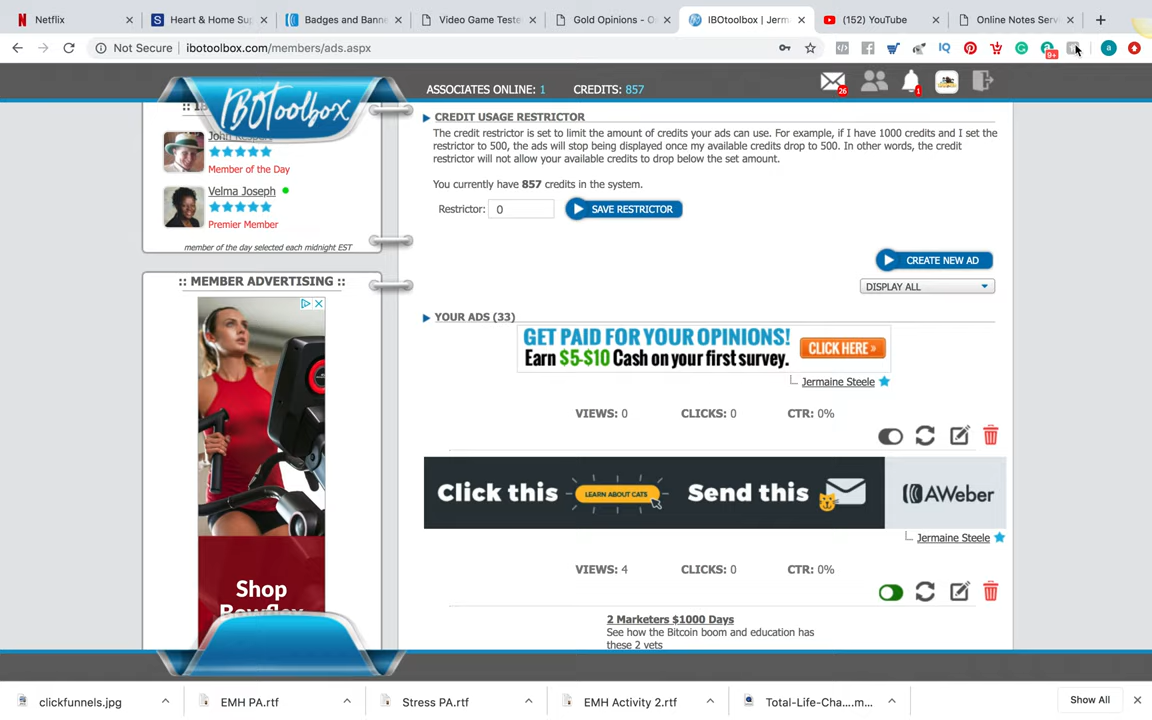 Netflix
Heart & Home Sup
Badges and Banne
Video Game Teste
Gold Opinions - O
IBOtoolbox | Jerm
(152) YouTube
Online Notes Serv
Not Secure
ibotoolbox.com/members/ads.aspx
9+
a
IBOToolbox
ASSOCIATES ONLINE: 1
CREDITS: 857
26
1
Member of the Day
Velma Joseph
Premier Member
member of the day selected each midnight EST
:: MEMBER ADVERTISING ::
Shop
Bowflex
CREDIT USAGE RESTRICTOR
The credit restrictor is set to limit the amount of credits your ads can use. For example, if I have 1000 credits and I set the
restrictor to 500, the ads will stop being displayed once my available credits drop to 500. In other words, the credit
restrictor will not allow your available credits to drop below the set amount.
You currently have 857 credits in the system.
Restrictor: 0
SAVE RESTRICTOR
CREATE NEW AD
DISPLAY ALL
YOUR ADS (33)
GET PAID FOR YOUR OPINIONS!
Earn $5-$10 Cash on your first survey.
CLICK HERE »
Jermaine Steele
VIEWS: 0 CLICKS: 0 CTR: 0%
Click this LEARN ABOUT CATS Send this AWeber
Jermaine Steele
VIEWS: 4 CLICKS: 0 CTR: 0%
2 Marketers $1000 Days
See how the Bitcoin boom and education has
these 2 vets
clickfunnels.jpg
EMH PA.rtf
Stress PA.rtf
EMH Activity 2.rtf
Total-Life-Cha....m...
Show All